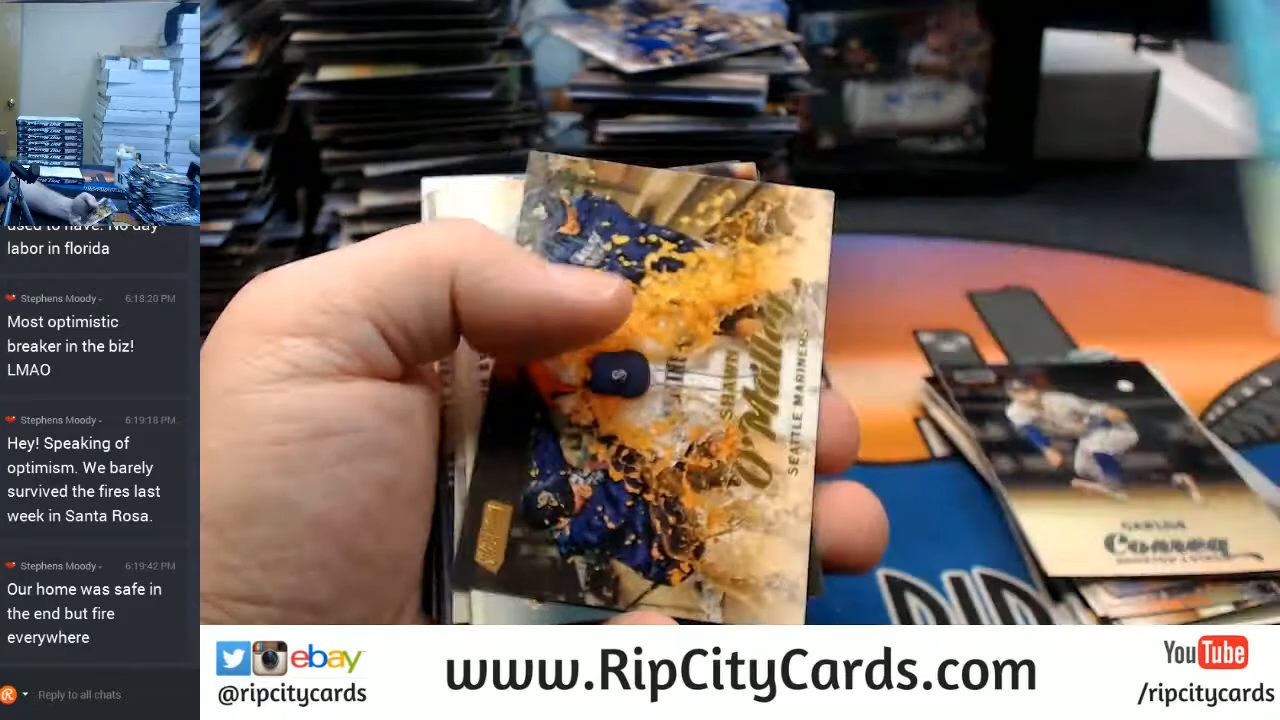 used to have. No day
labor in florida
Stephens Moody 6:18:20 PM
Most optimistic
breaker in the biz!
LMAO
Stephens Moody 6:19:18 PM
Hey! Speaking of
optimism. We barely
survived the fires last
week in Santa Rosa.
Stephens Moody 6:19:42 PM
Our home was safe in
the end but fire
everywhere
Reply to all chats
SHAWN
O'Malley
SEATTLE MARINERS
S
CARLOS
Correa
RIP
ebay
@ripcitycards
www.RipCityCards.com
YouTube
/ripcitycards